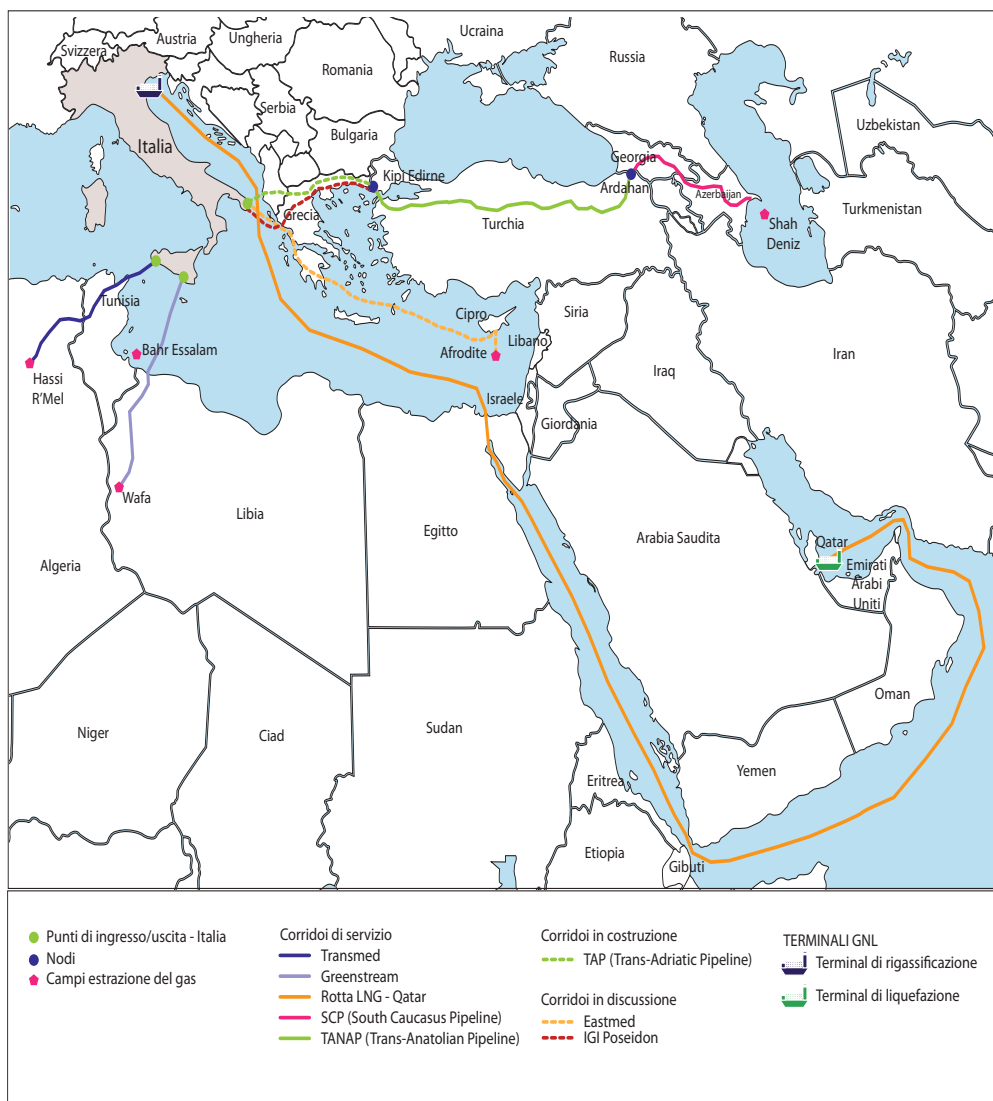 Svizzera
Austria
Ungheria
Ucraina
Russia
Romania
Serbia
Bulgaria
Italia
Uzbekistan
Georgia
Kipi Edirne
Ardahan
Azerbaijan
Turkmenistan
Grecia
Turchia
Shah
Deniz
Tunisia
Cipro
Siria
Bahr Essalam
Afrodite
Libano
Iran
Hassi
R'Mel
Iraq
Israele
Giordania
Wafa
Libia
Egitto
Arabia Saudita
Qatar
Algeria
Emirati
Arabi
Uniti
Oman
Niger
Ciad
Sudan
Yemen
Eritrea
Etiopia
Gibuti
Punti di ingresso/uscita - Italia
Nodi
Campi estrazione del gas
Corridoi di servizio
Transmed
Greenstream
Rotta LNG - Qatar
SCP (South Caucasus Pipeline)
TANAP (Trans-Anatolian Pipeline)
Corridoi in costruzione
TAP (Trans-Adriatic Pipeline)
Corridoi in discussione
Eastmed
IGI Poseidon
TERMINALI GNL
Terminal di rigassificazione
Terminale di liquefazione